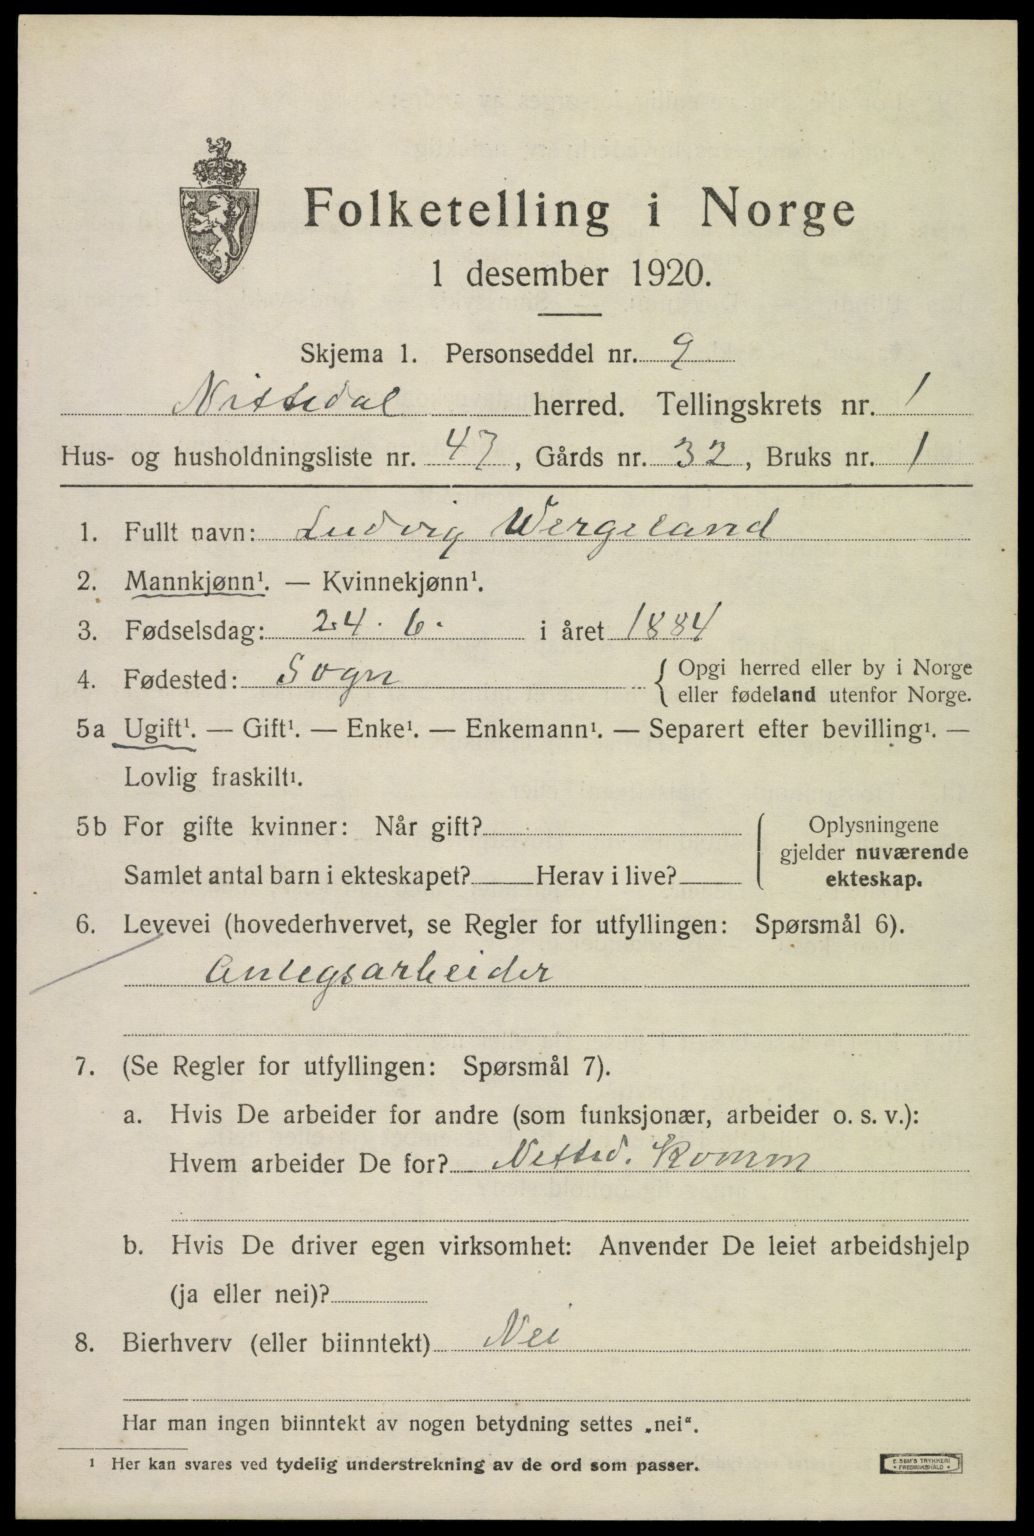 Folketelling i Norge
1 desember 1920.
Skjema 1. Personseddel nr. 9
Nittedal herred. Tellingskrets nr. 1
Hus- og husholdningsliste nr. 47, Gårds nr. 32, Bruks nr. 1
1. Fullt navn: Ludvig Wergeland
2. Mannkjønn¹. — Kvinnekjønn¹.
3. Fødselsdag: 24. 6. i året 1884
4. Fødested: Sogn { Opgi herred eller by i Norge
eller fødeland utenfor Norge.
5a Ugift¹. — Gift¹. — Enke¹. — Enkemann¹. — Separert efter bevilling¹. —
Lovlig fraskilt¹.
5b For gifte kvinner: Når gift?
Samlet antal barn i ekteskapet? Herav i live?
Oplysningene
gjelder nuværende
ekteskap.
6. Levevei (hovederhvervet, se Regler for utfyllingen: Spørsmål 6).
Anlegsarbeider
7. (Se Regler for utfyllingen: Spørsmål 7).
a. Hvis De arbeider for andre (som funksjonær, arbeider o. s. v.):
Hvem arbeider De for? Nitted. Komm
b. Hvis De driver egen virksomhet: Anvender De leiet arbeidshjelp
(ja eller nei)?
8. Bierhverv (eller biinntekt) Nei
Har man ingen biinntekt av nogen betydning settes „nei“.
¹ Her kan svares ved tydelig understrekning av de ord som passer.
E. SEM'S TRYKKERI
• FREDRIKSHALD •